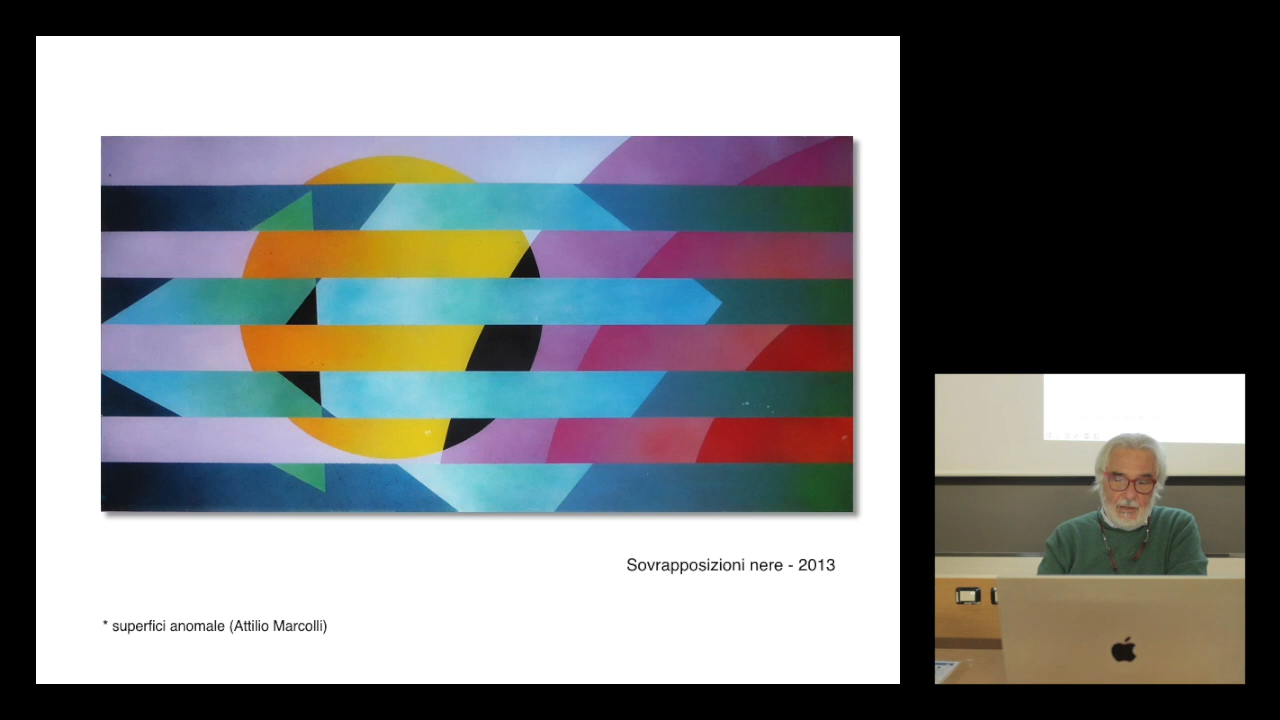 Sovrapposizioni nere - 2013
* superfici anomale (Attilio Marcolli)